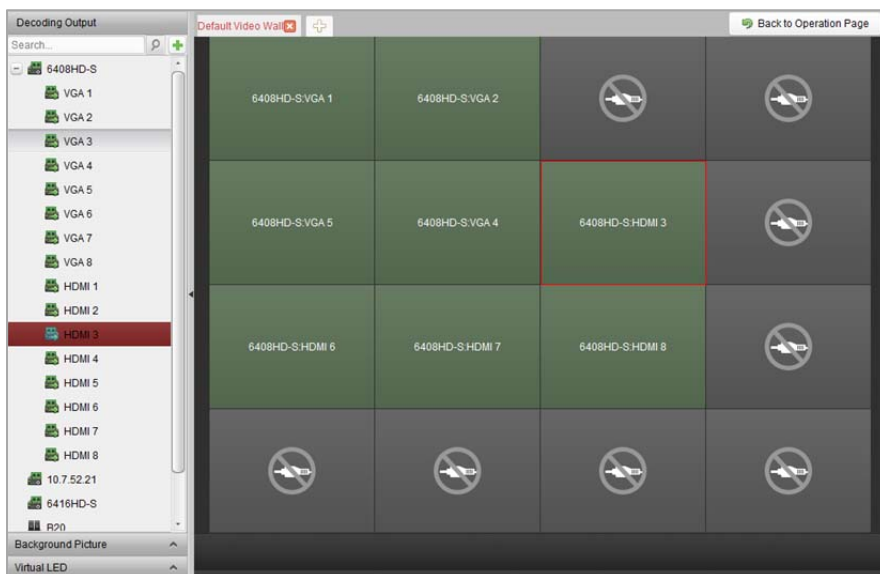 Decoding Output
Default Video Wall
Back to Operation Page
Search...
6408HD-S
VGA 1
VGA 2
VGA 3
VGA 4
VGA 5
VGA 6
VGA 7
VGA 8
HDMI 1
HDMI 2
HDMI 3
HDMI 4
HDMI 5
HDMI 6
HDMI 7
HDMI 8
10.7.52.21
6416HD-S
B20
Background Picture
Virtual LED
6408HD-S:VGA 1
6408HD-S:VGA 2
6408HD-S:VGA 5
6408HD-S:VGA 4
6408HD-S:HDMI 3
6408HD-S:HDMI 6
6408HD-S:HDMI 7
6408HD-S:HDMI 8